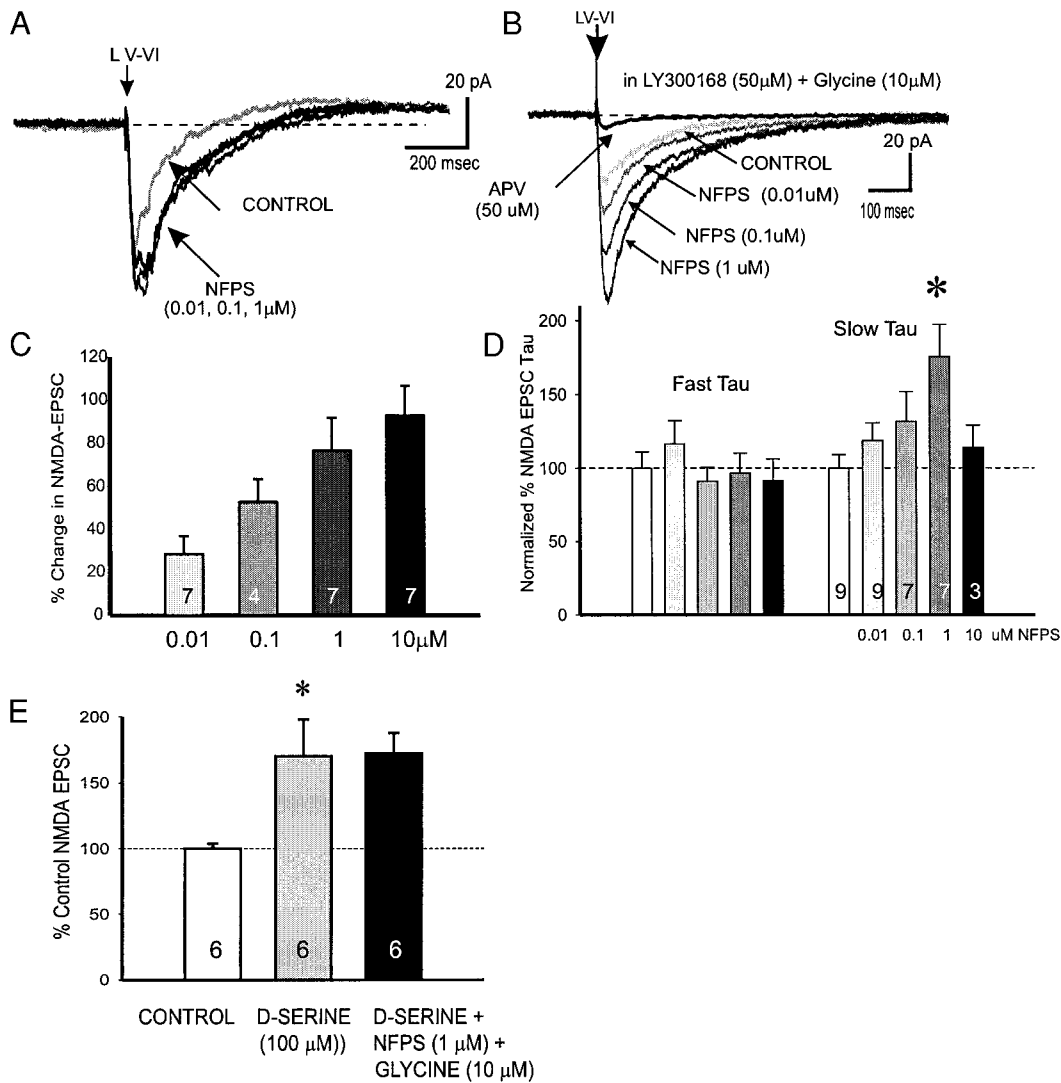 A
L V-VI
20 pA
200 msec
CONTROL
NFPS
(0.01, 0.1, 1µM)
B
LV-VI
in LY300168 (50µM) + Glycine (10µM)
20 pA
100 msec
APV
(50 uM)
CONTROL
NFPS (0.01uM)
NFPS (0.1uM)
NFPS (1 uM)
C
% Change in NMDA-EPSC
120
100
80
60
40
20
0
7
4
7
7
0.01
0.1
1
10µM
D
Normalized % NMDA EPSC Tau
200
150
100
50
0
Fast Tau
Slow Tau
*
9
9
7
7
3
0.01 0.1 1 10 uM NFPS
E
% Control NMDA EPSC
200
150
100
50
0
*
6
6
6
CONTROL
D-SERINE
(100 µM))
D-SERINE +
NFPS (1 µM) +
GLYCINE (10 µM)